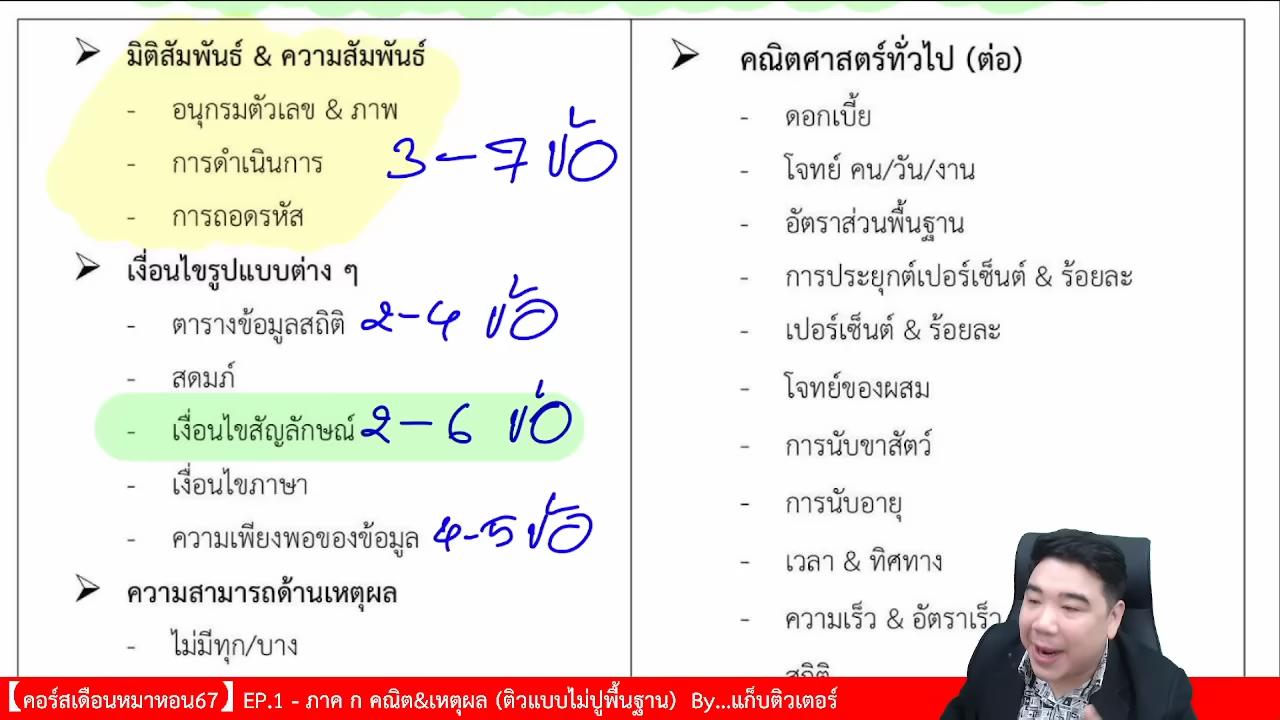 มิติสัมพันธ์ & ความสัมพันธ์
- อนุกรมตัวเลข & ภาพ
- การดำเนินการ 3-7 ข้อ
- การถอดรหัส
เงื่อนไขรูปแบบต่าง ๆ
- ตารางข้อมูลสถิติ 2-4 ข้อ
- สดมภ์
- เงื่อนไขสัญลักษณ์ 2-6 ข้อ
- เงื่อนไขภาษา
- ความเพียงพอของข้อมูล 4-5 ข้อ
ความสามารถด้านเหตุผล
- ไม่มีทุก/บาง
คณิตศาสตร์ทั่วไป (ต่อ)
- ดอกเบี้ย
- โจทย์ คน/วัน/งาน
- อัตราส่วนพื้นฐาน
- การประยุกต์เปอร์เซ็นต์ & ร้อยละ
- เปอร์เซ็นต์ & ร้อยละ
- โจทย์ของผสม
- การนับขาสัตว์
- การนับอายุ
- เวลา & ทิศทาง
- ความเร็ว & อัตราเร็ว
【คอร์สเดือนหมาหอน67】 EP.1 - ภาค ก คณิต&เหตุผล (ติวแบบไม่ปูพื้นฐาน) By...แก็บติวเตอร์